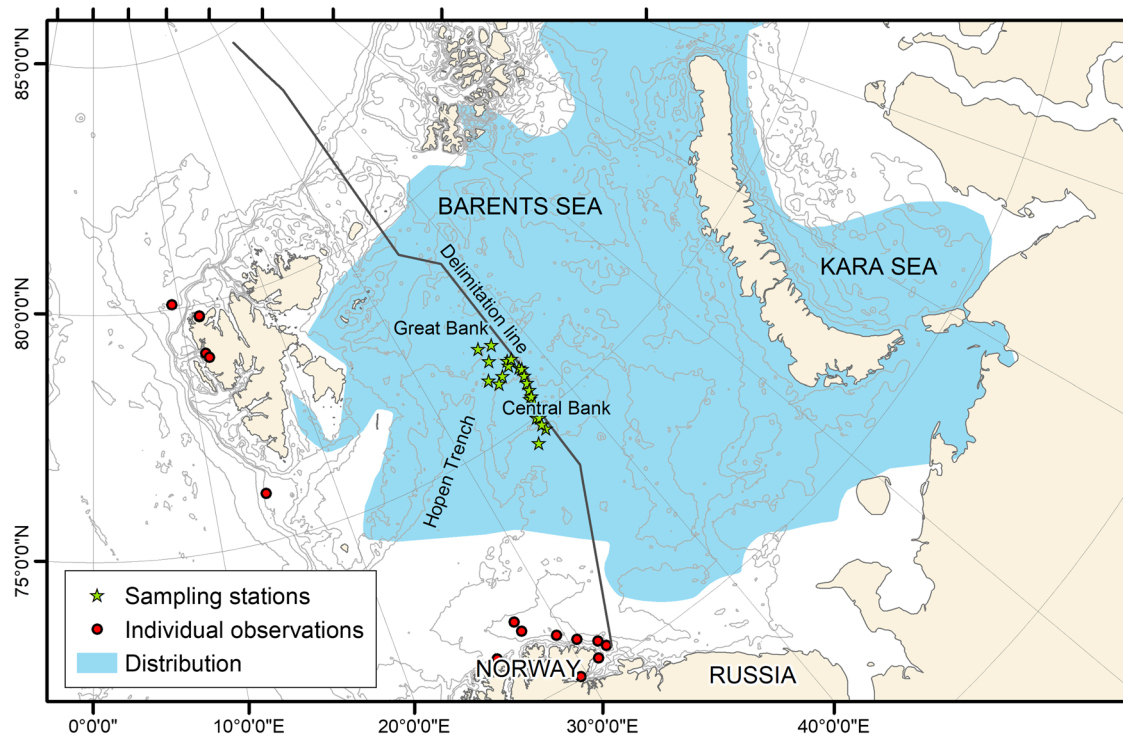 85°0'0"N
80°0'0"N
75°0'0"N
BARENTS SEA
KARA SEA
Delimitation line
Great Bank
Central Bank
Hopen Trench
Sampling stations
Individual observations
Distribution
NORWAY
RUSSIA
0°0'0"
10°0'0"E
20°0'0"E
30°0'0"E
40°0'0"E